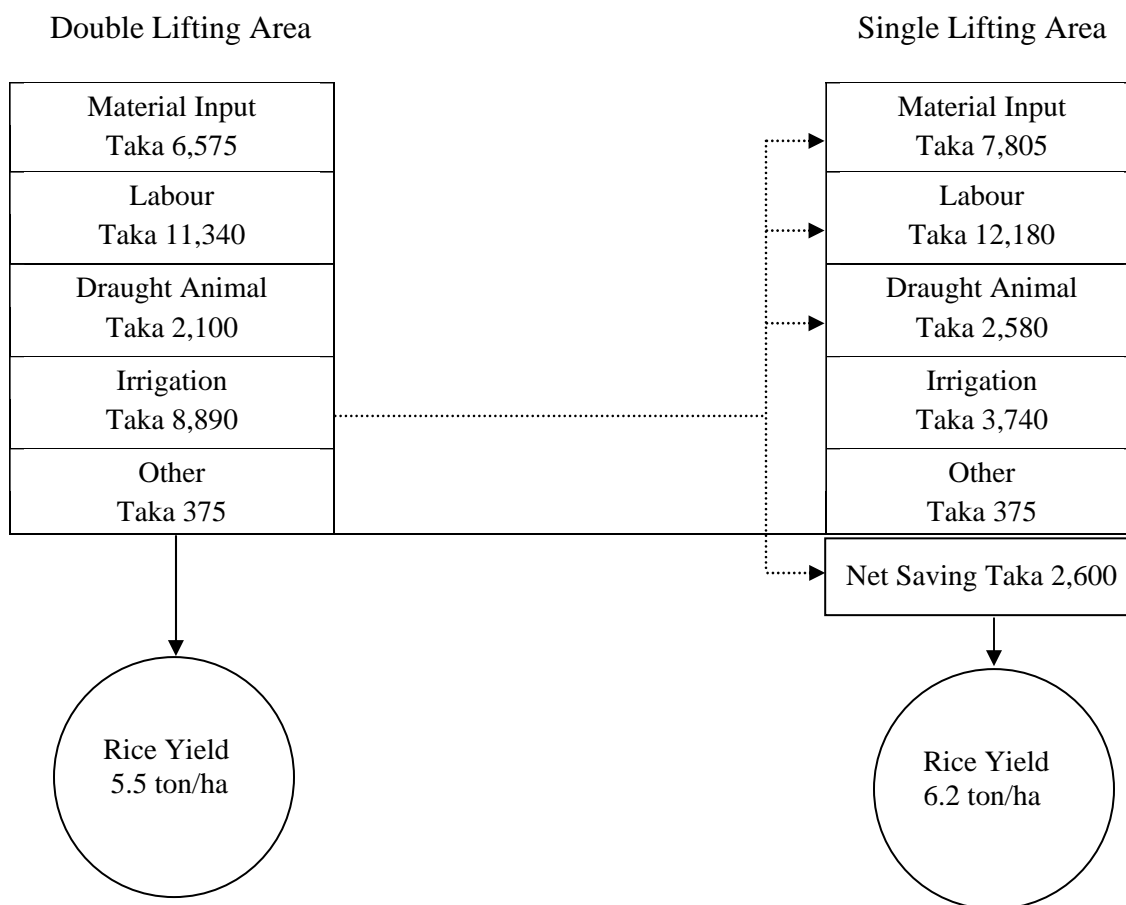 Double Lifting Area
Material Input
Taka 6,575
Labour
Taka 11,340
Draught Animal
Taka 2,100
Irrigation
Taka 8,890
Other
Taka 375
Rice Yield
5.5 ton/ha
Single Lifting Area
Material Input
Taka 7,805
Labour
Taka 12,180
Draught Animal
Taka 2,580
Irrigation
Taka 3,740
Other
Taka 375
Net Saving Taka 2,600
Rice Yield
6.2 ton/ha